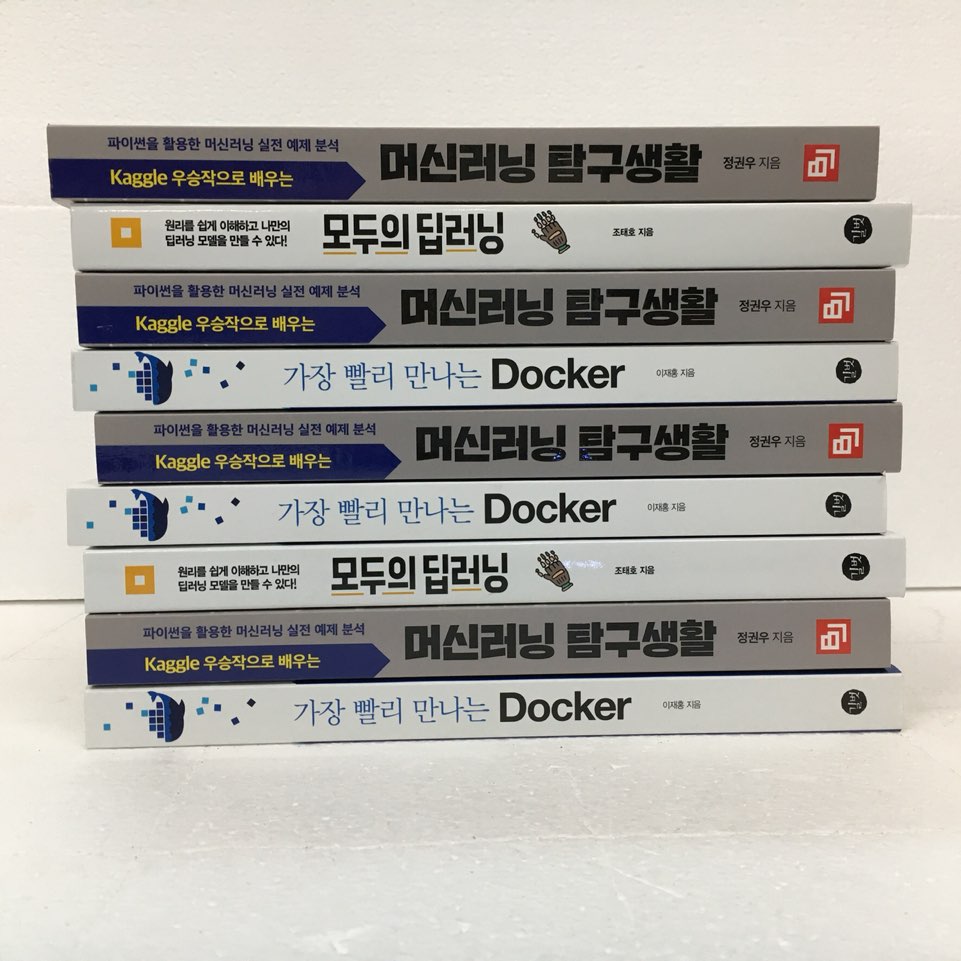 파이썬을 활용한 머신러닝 실전 예제 분석
Kaggle 우승작으로 배우는
머신러닝 탐구생활
정권우 지음
원리를 쉽게 이해하고 나만의
딥러닝 모델을 만들 수 있다!
모두의 딥러닝
조태호 지음
길벗
파이썬을 활용한 머신러닝 실전 예제 분석
Kaggle 우승작으로 배우는
머신러닝 탐구생활
정권우 지음
가장 빨리 만나는 Docker
이재홍 지음
길벗
파이썬을 활용한 머신러닝 실전 예제 분석
Kaggle 우승작으로 배우는
머신러닝 탐구생활
정권우 지음
가장 빨리 만나는 Docker
이재홍 지음
길벗
원리를 쉽게 이해하고 나만의
딥러닝 모델을 만들 수 있다!
모두의 딥러닝
조태호 지음
길벗
파이썬을 활용한 머신러닝 실전 예제 분석
Kaggle 우승작으로 배우는
머신러닝 탐구생활
정권우 지음
가장 빨리 만나는 Docker
이재홍 지음
길벗